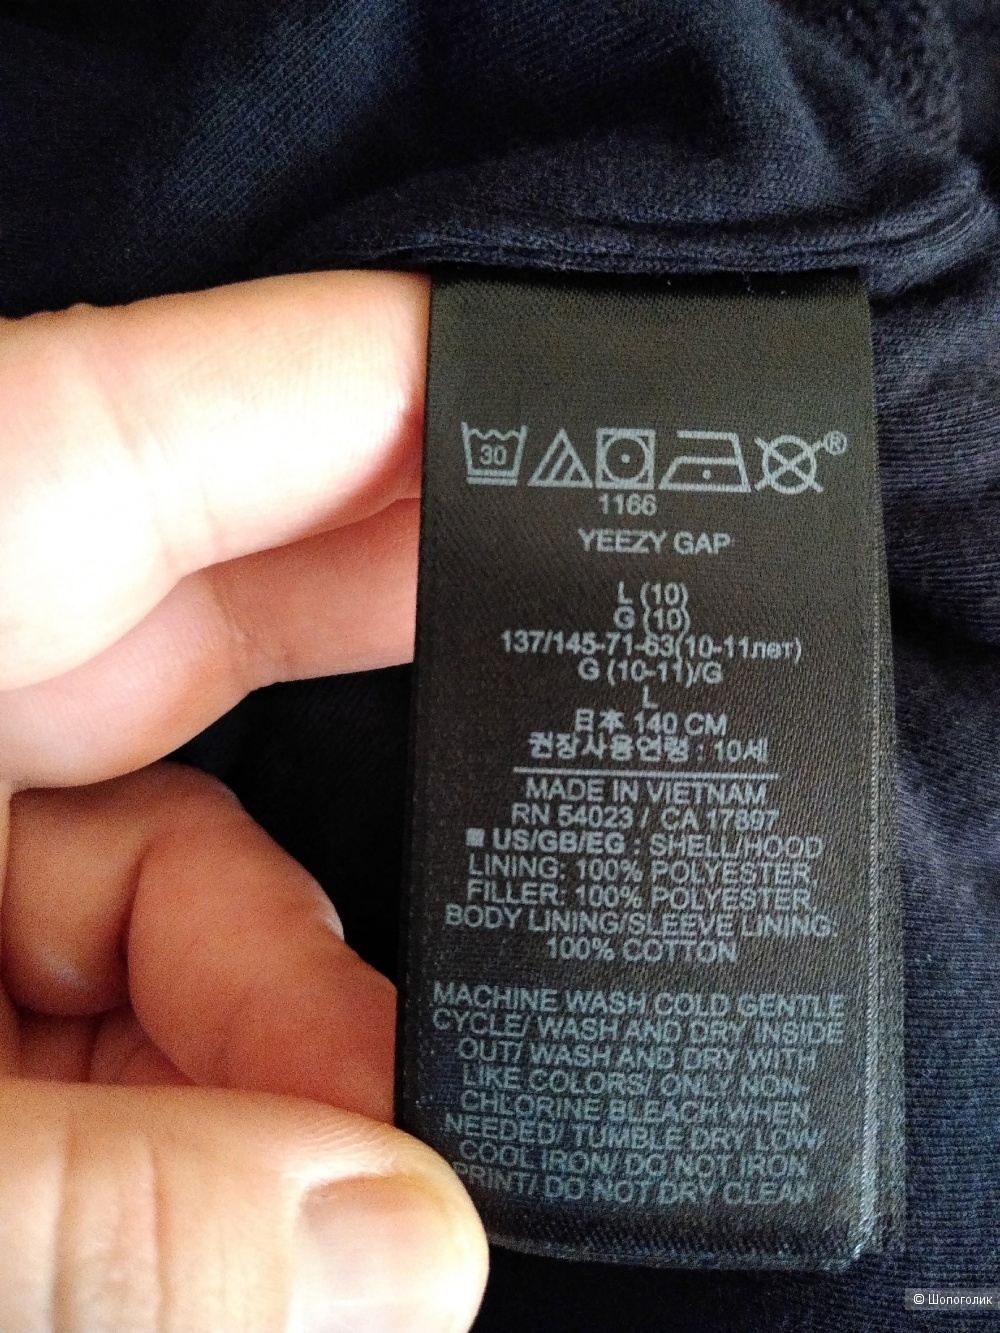 30 ®
1166
YEEZY GAP
L (10)
G (10)
137/145-71-63(10-11лет)
G (10-11)/G
L
日本 140 CM
권장사용연령 : 10세
MADE IN VIETNAM
RN 54023 / CA 17897
■ US/GB/EG : SHELL/HOOD
LINING: 100% POLYESTER,
FILLER: 100% POLYESTER,
BODY LINING/SLEEVE LINING:
100% COTTON
MACHINE WASH COLD GENTLE
CYCLE/ WASH AND DRY INSIDE
OUT/ WASH AND DRY WITH
LIKE COLORS/ ONLY NON-
CHLORINE BLEACH WHEN
NEEDED/ TUMBLE DRY LOW/
COOL IRON/ DO NOT IRON
PRINT/ DO NOT DRY CLEAN
© Шопоголик